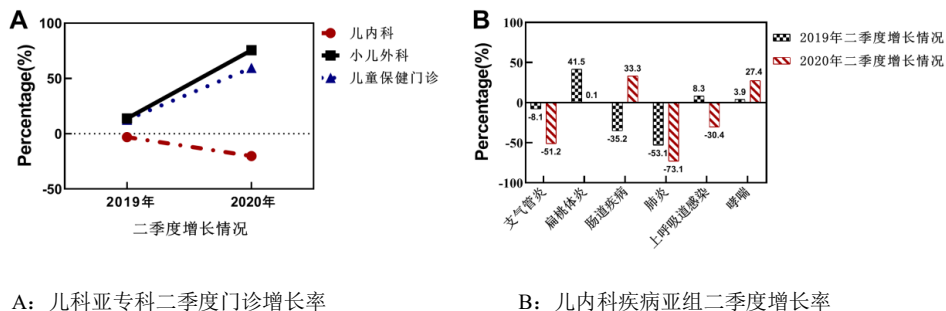 A
100
50
0
-50
Percentage(%)
2019年
2020年
二季度增长情况
儿内科
小儿外科
儿童保健门诊
B
100
50
0
-50
-100
Percentage(%)
-8.1
-51.2
41.5
0.1
-35.2
33.3
-53.1
-73.1
8.3
-30.4
3.9
27.4
支气管炎
扁桃体炎
肠道疾病
肺炎
上呼吸道感染
哮喘
2019年二季度增长情况
2020年二季度增长情况
A：儿科亚专科二季度门诊增长率
B：儿内科疾病亚组二季度增长率